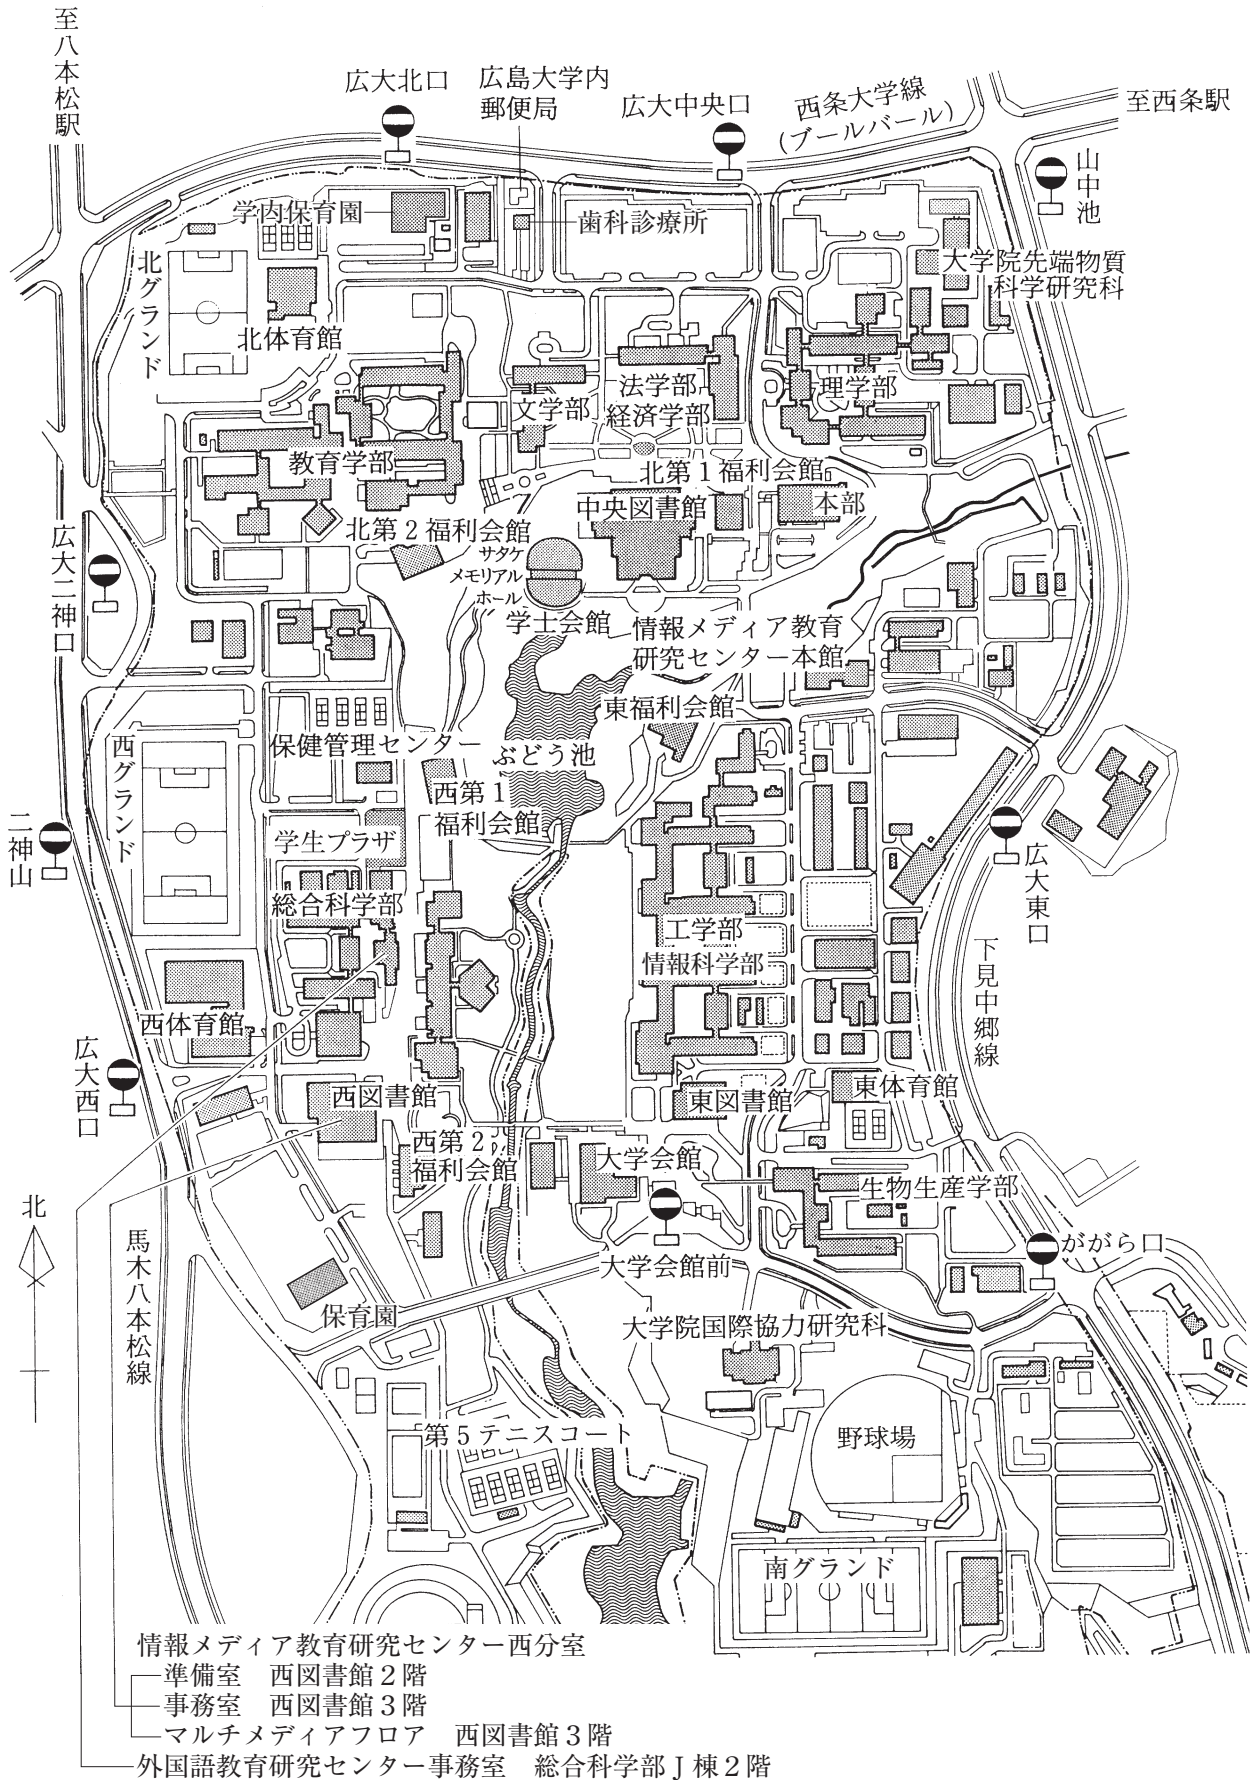 至八本松駅
広大北口
広島大学内
郵便局
広大中央口
西条大学線
(ブールバール)
至西条駅
山中池
学内保育園
歯科診療所
北グランド
大学院先端物質
科学研究科
北体育館
法学部
経済学部
理学部
文学部
教育学部
北第1福利会館
中央図書館
本部
北第2福利会館
サタケ
メモリアル
ホール
広大二神口
学士会館
情報メディア教育
研究センター本館
東福利会館
保健管理センター
ぶどう池
西グランド
西第1
福利会館
二神山
学生プラザ
広大東口
総合科学部
工学部
情報科学部
下見中郷線
西体育館
広大西口
西図書館
東図書館
東体育館
西第2
福利会館
大学会館
生物生産学部
北
馬木八本松線
ががら口
大学会館前
保育園
大学院国際協力研究科
第5テニスコート
野球場
南グランド
情報メディア教育研究センター西分室
準備室 西図書館2階
事務室 西図書館3階
マルチメディアフロア 西図書館3階
外国語教育研究センター事務室 総合科学部J棟2階